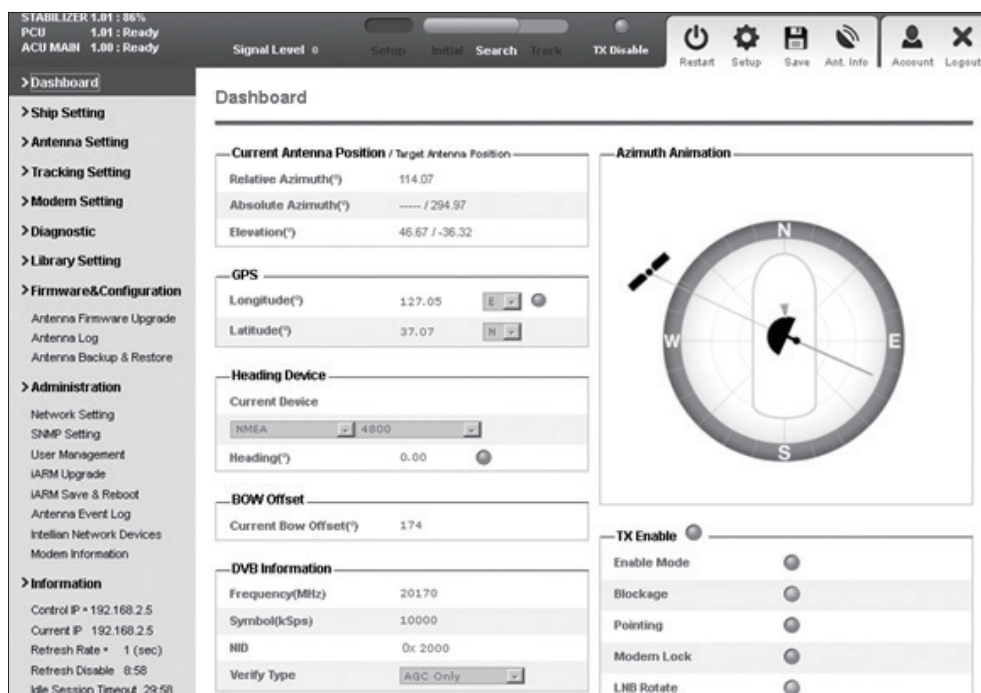 STABILIZER 1.01 : 86%
PCU 1.01 : Ready
ACU MAIN 1.00 : Ready
Signal Level 0
Setup Initial Search Track
TX Disable
Restart Setup Save Ant. Info Account Logout
>Dashboard
>Ship Setting
>Antenna Setting
>Tracking Setting
>Modem Setting
>Diagnostic
>Library Setting
>Firmware&Configuration
Antenna Firmware Upgrade
Antenna Log
Antenna Backup & Restore
>Administration
Network Setting
SNMP Setting
User Management
iARM Upgrade
iARM Save & Reboot
Antenna Event Log
Intellian Network Devices
Modem Information
>Information
Control IP * 192.168.2.5
Current IP 192.168.2.5
Refresh Rate * 1 (sec)
Refresh Disable 8:58
Idle Session Timeout 29:58
Dashboard
Current Antenna Position / Target Antenna Position
Relative Azimuth(°) 114.07
Absolute Azimuth(°) ----- / 294.97
Elevation(°) 46.67 / -36.32
GPS
Longitude(°) 127.05 E
Latitude(°) 37.07 N
Heading Device
Current Device
NMEA 4800
Heading(°) 0.00
BOW Offset
Current Bow Offset(°) 174
DVB Information
Frequency(MHz) 20170
Symbol(kSps) 10000
NID 0x 2000
Verify Type AGC Only
Azimuth Animation
N
W E
S
TX Enable
Enable Mode
Blockage
Pointing
Modem Lock
LNB Rotate